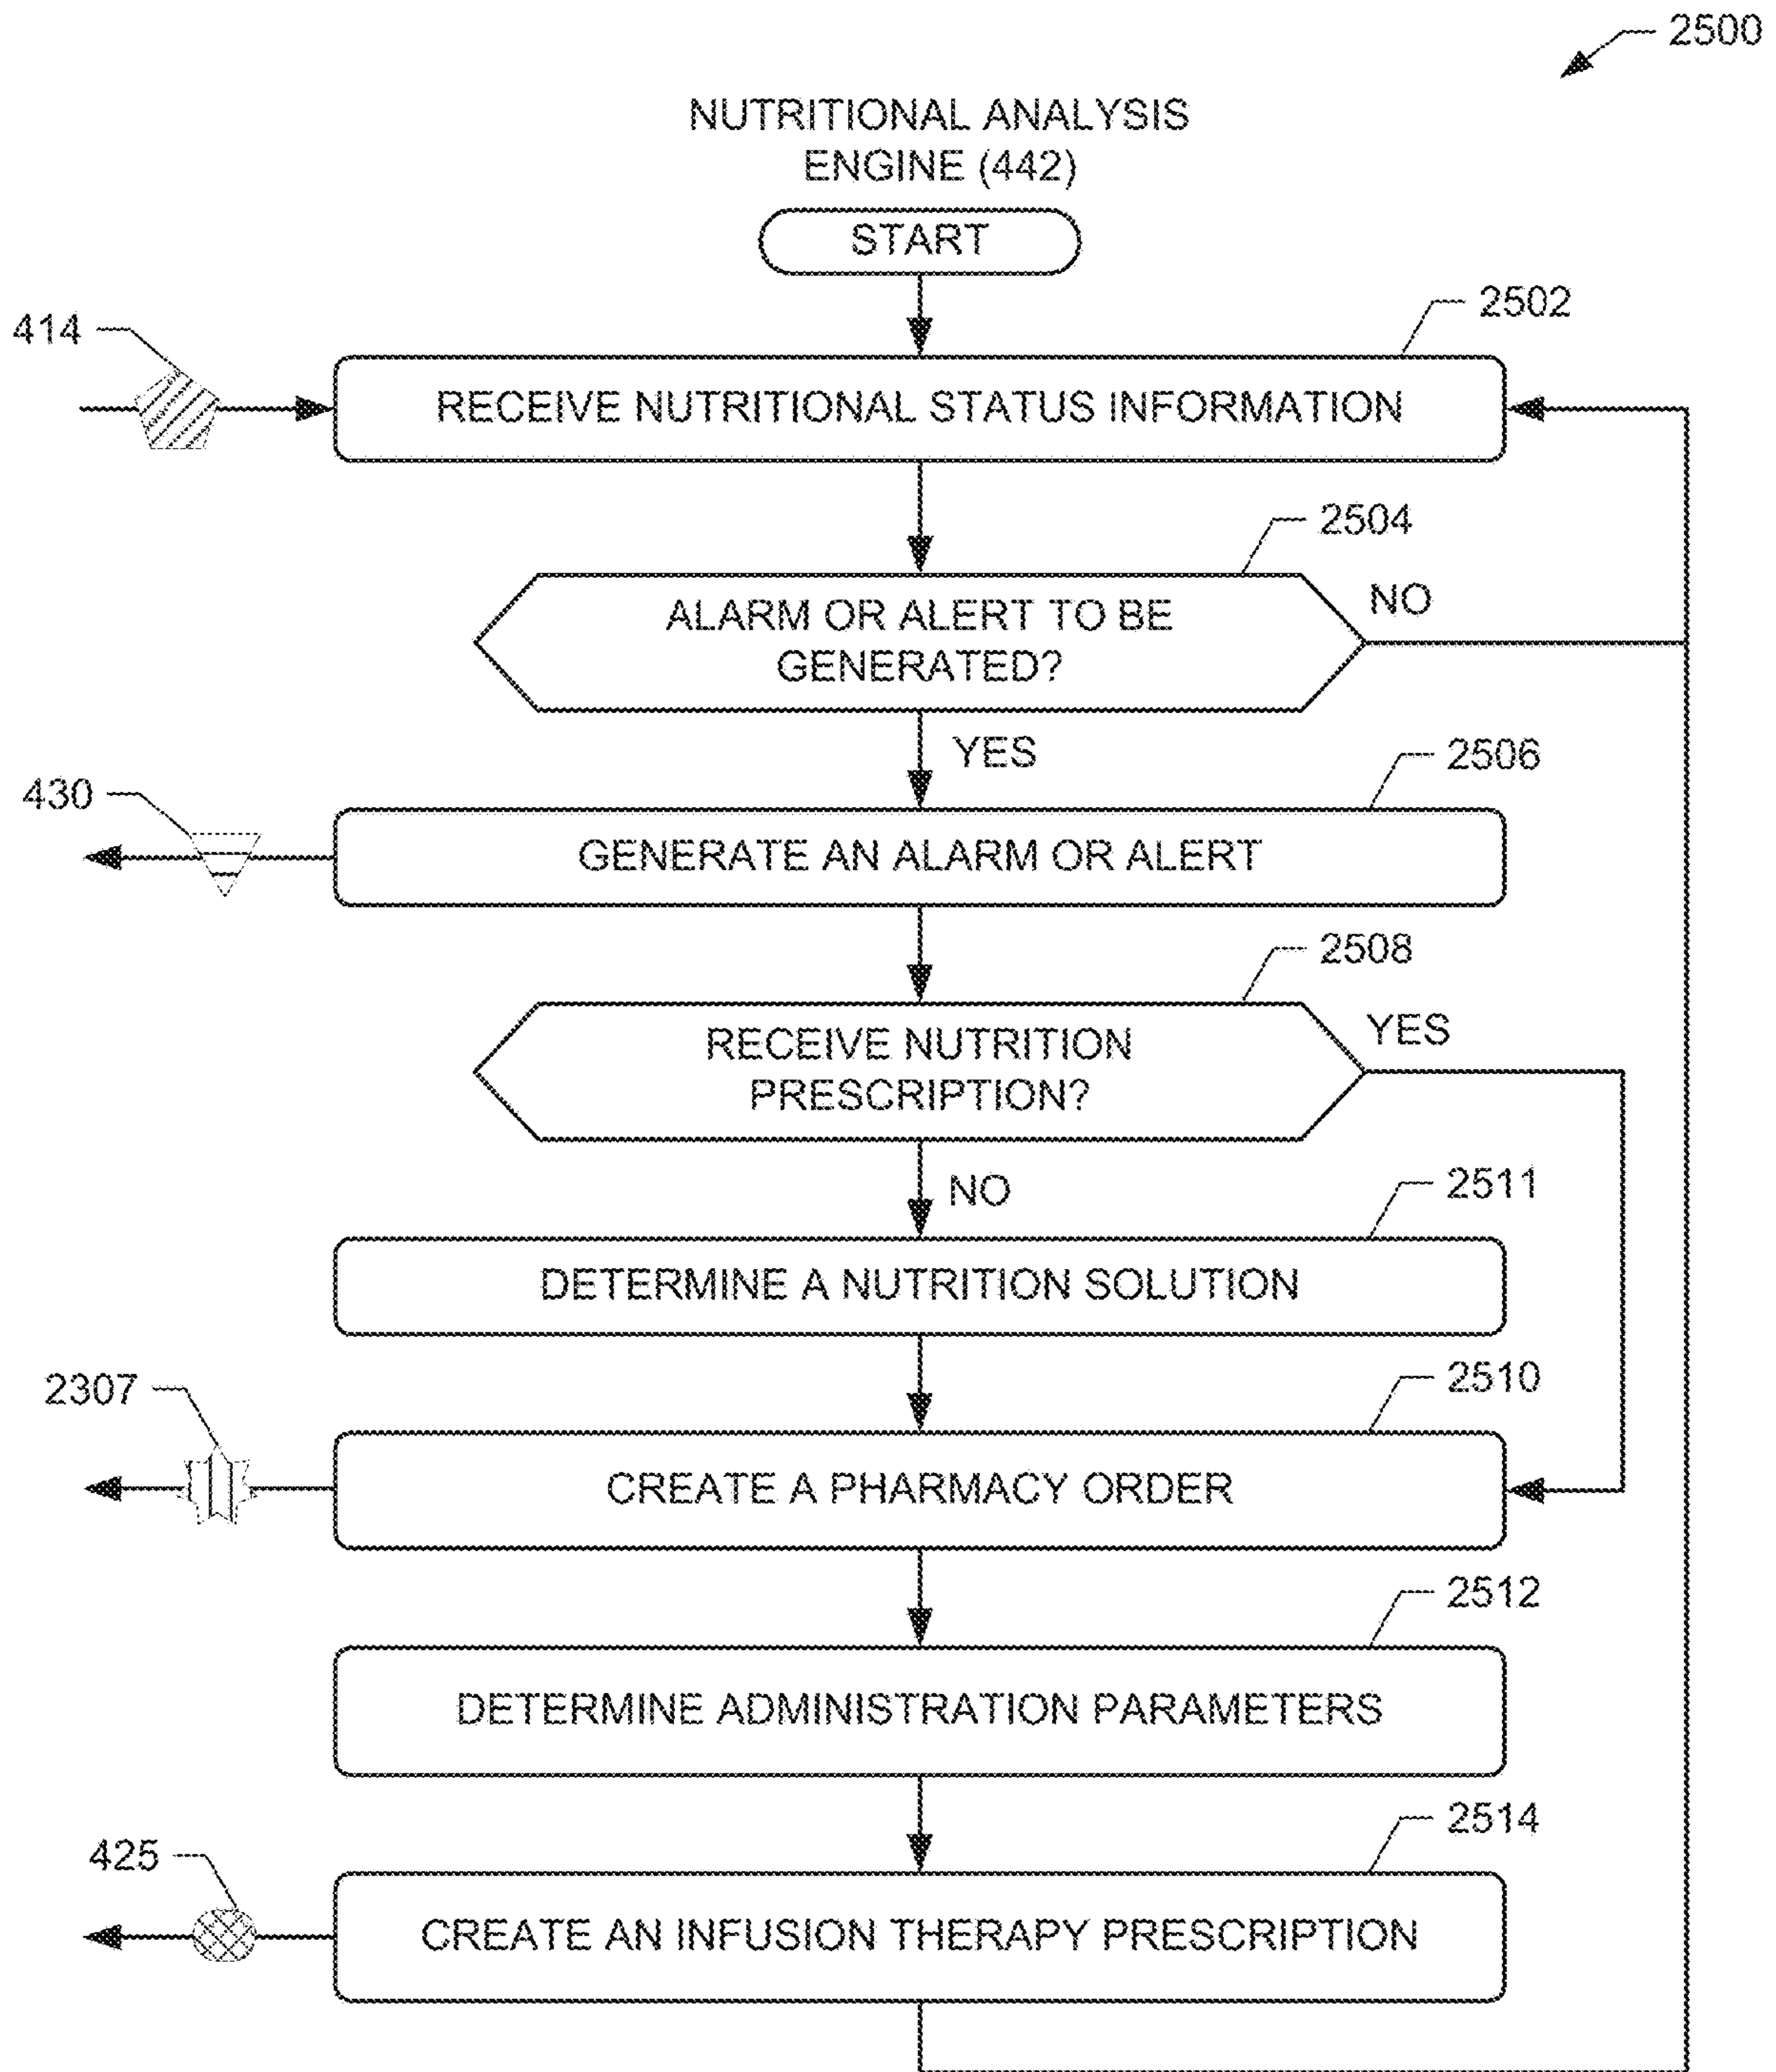 2500
NUTRITIONAL ANALYSIS
ENGINE (442)
START
2502
414
RECEIVE NUTRITIONAL STATUS INFORMATION
2504
ALARM OR ALERT TO BE
GENERATED?
NO
YES
2506
430
GENERATE AN ALARM OR ALERT
2508
RECEIVE NUTRITION
PRESCRIPTION?
YES
NO
2511
DETERMINE A NUTRITION SOLUTION
2510
2307
CREATE A PHARMACY ORDER
2512
DETERMINE ADMINISTRATION PARAMETERS
2514
425
CREATE AN INFUSION THERAPY PRESCRIPTION